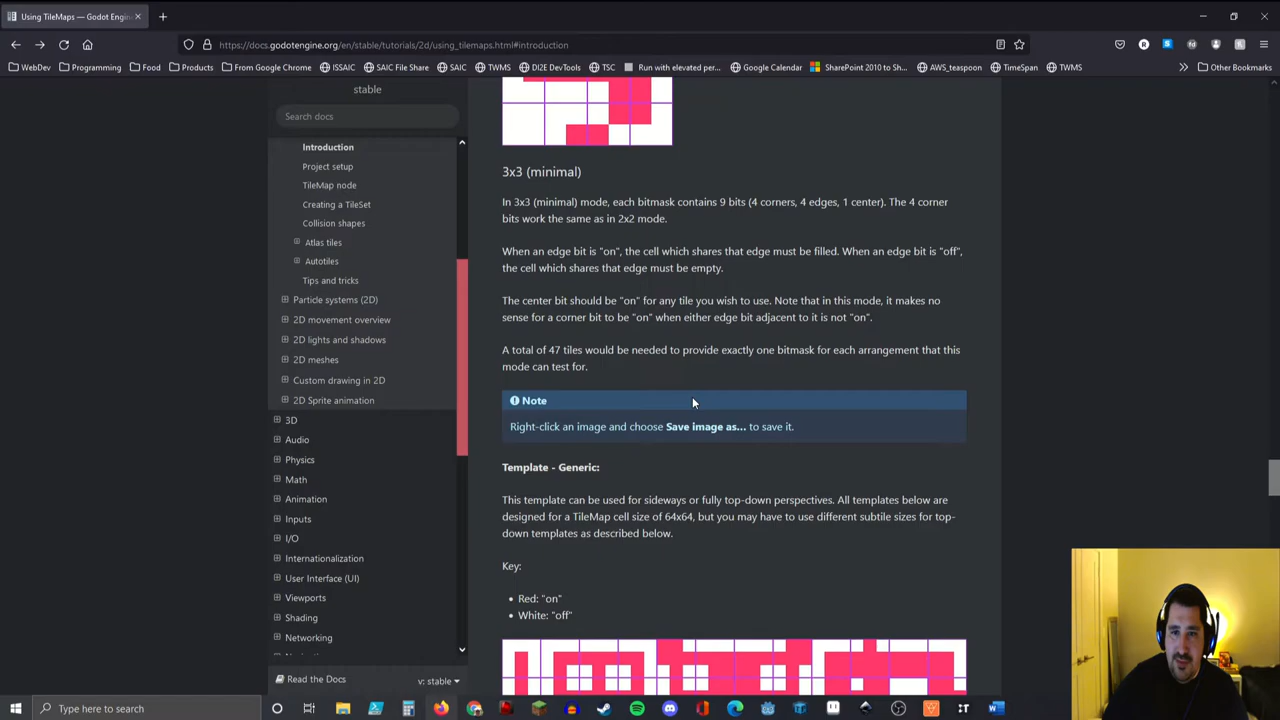 Using TileMaps — Godot Engin
https://docs.godotengine.org/en/stable/tutorials/2d/using_tilemaps.html#introduction
WebDev
Programming
Food
Products
From Google Chrome
ISSAIC
SAIC File Share
SAIC
TWMS
DI2E DevTools
TSC
Run with elevated per...
Google Calendar
SharePoint 2010 to Sh...
AWS_teaspoon
TimeSpan
TWMS
Other Bookmarks
stable
Search docs
Introduction
Project setup
TileMap node
Creating a TileSet
Collision shapes
Atlas tiles
Autotiles
Tips and tricks
Particle systems (2D)
2D movement overview
2D lights and shadows
2D meshes
Custom drawing in 2D
2D Sprite animation
3D
Audio
Physics
Math
Animation
Inputs
I/O
Internationalization
User Interface (UI)
Viewports
Shading
Networking
Read the Docs
v: stable
3x3 (minimal)
In 3x3 (minimal) mode, each bitmask contains 9 bits (4 corners, 4 edges, 1 center). The 4 corner
bits work the same as in 2x2 mode.
When an edge bit is "on", the cell which shares that edge must be filled. When an edge bit is "off",
the cell which shares that edge must be empty.
The center bit should be "on" for any tile you wish to use. Note that in this mode, it makes no
sense for a corner bit to be "on" when either edge bit adjacent to it is not "on".
A total of 47 tiles would be needed to provide exactly one bitmask for each arrangement that this
mode can test for.
Note
Right-click an image and choose Save image as... to save it.
Template - Generic:
This template can be used for sideways or fully top-down perspectives. All templates below are
designed for a TileMap cell size of 64x64, but you may have to use different subtile sizes for top-
down templates as described below.
Key:
Red: "on"
White: "off"
Type here to search